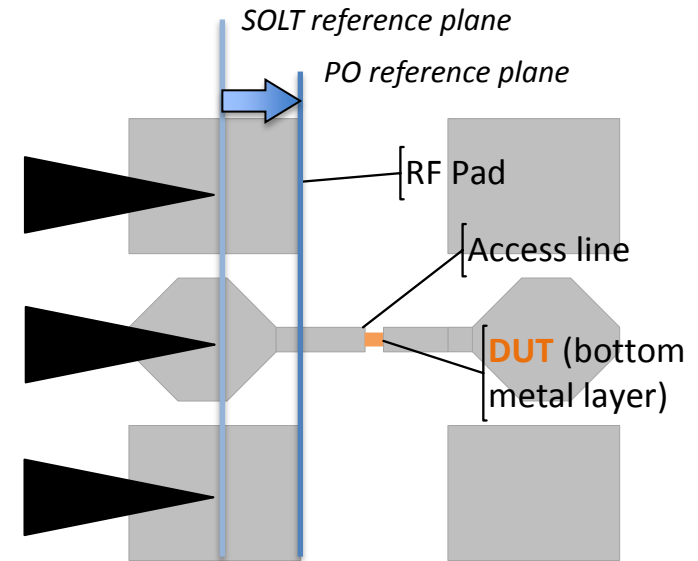 SOLT reference plane
PO reference plane
RF Pad
Access line
DUT (bottom
metal layer)